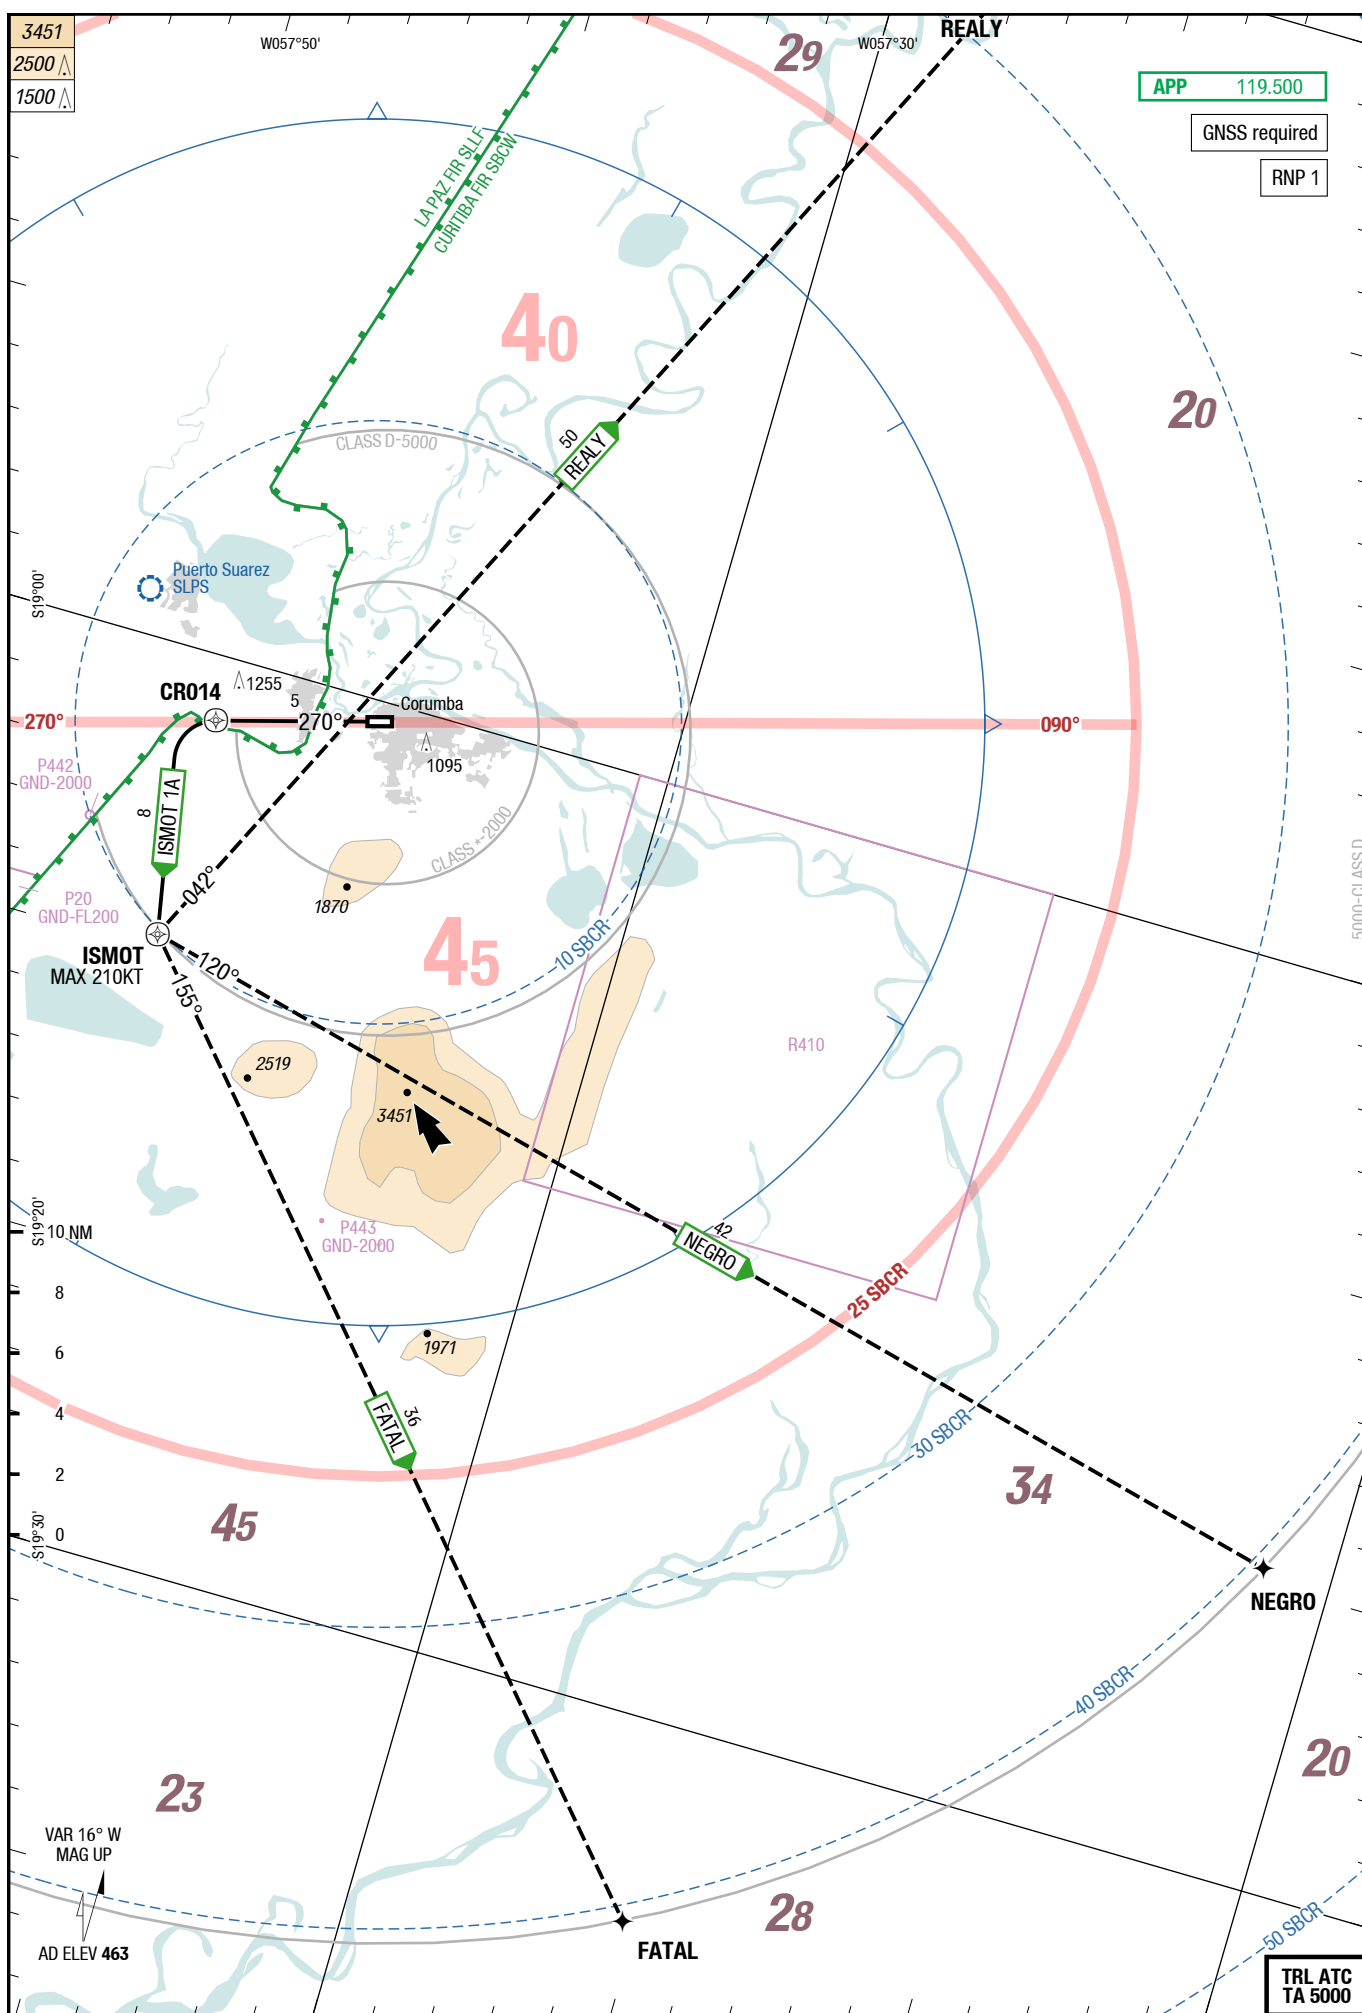 3451
2500
1500
W057°50'
W057°30'
REALY
29
APP 119.500
GNSS required
RNP 1
LA PAZ FIR SLLF
CURITIBA FIR SBCW
40
20
CLASS D-5000
50
REALY
S19°00'
Puerto Suarez
SLPS
CR014
1255
5
Corumba
270°
270°
090°
1095
P442
GND-2000
8
ISMOT 1A
CLASS *-2000
5000-CLASS D
042°
P20
GND-FL200
1870
45
10 SBCR
ISMOT
MAX 210KT
120°
155°
R410
2519
3451
S19°20'
10 NM
P443
GND-2000
42
NEGRO
8
25 SBCR
6
1971
4
36
FATAL
30 SBCR
2
34
45
S19°30'
0
NEGRO
40 SBCR
20
23
VAR 16° W
MAG UP
28
50 SBCR
AD ELEV 463
FATAL
TRL ATC
TA 5000